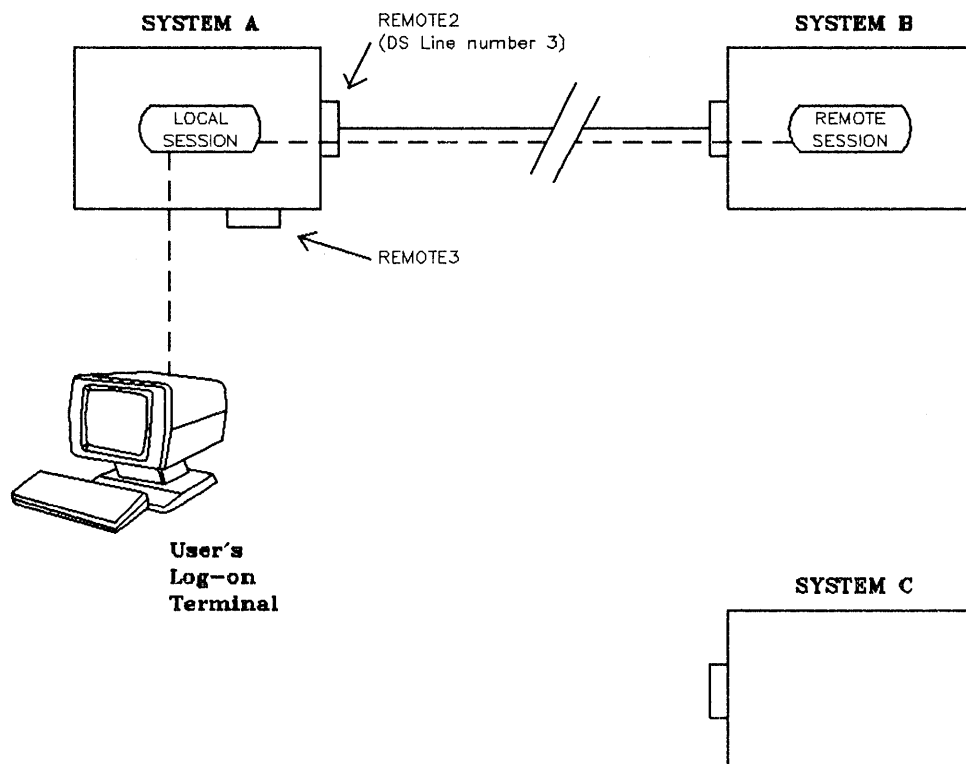 SYSTEM A
REMOTE2
(DS Line number 3)
SYSTEM B
LOCAL
SESSION
REMOTE
SESSION
REMOTE3
User's
Log-on
Terminal
SYSTEM C